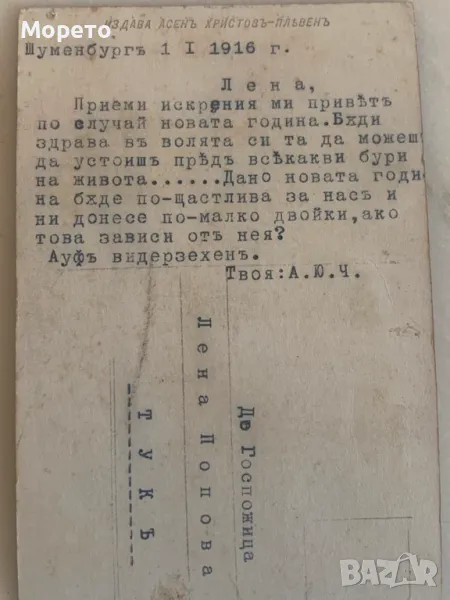 Морето
ИЗДАВА АСЕНЪ ХРИСТОВЪ-ПЛѢВЕНЪ
Шуменбургъ 1 I 1916 г.
Лена,
Приеми искрения ми привѣтъ
по случай новата година.Бѫди
здрава въ волята си та да можеш
да устоишъ прѣдъ всѣкакви бури
на живота......Дано новата годи
на бѫде по-щастлива за насъ и
ни донесе по-малко двойки,ако
това зависи отъ нея?
Ауфъ видерзехенъ.
Твоя:А.Ю.Ч.
До Госпожица
Лена Попова
ТУКЪ
BAZAR
bg